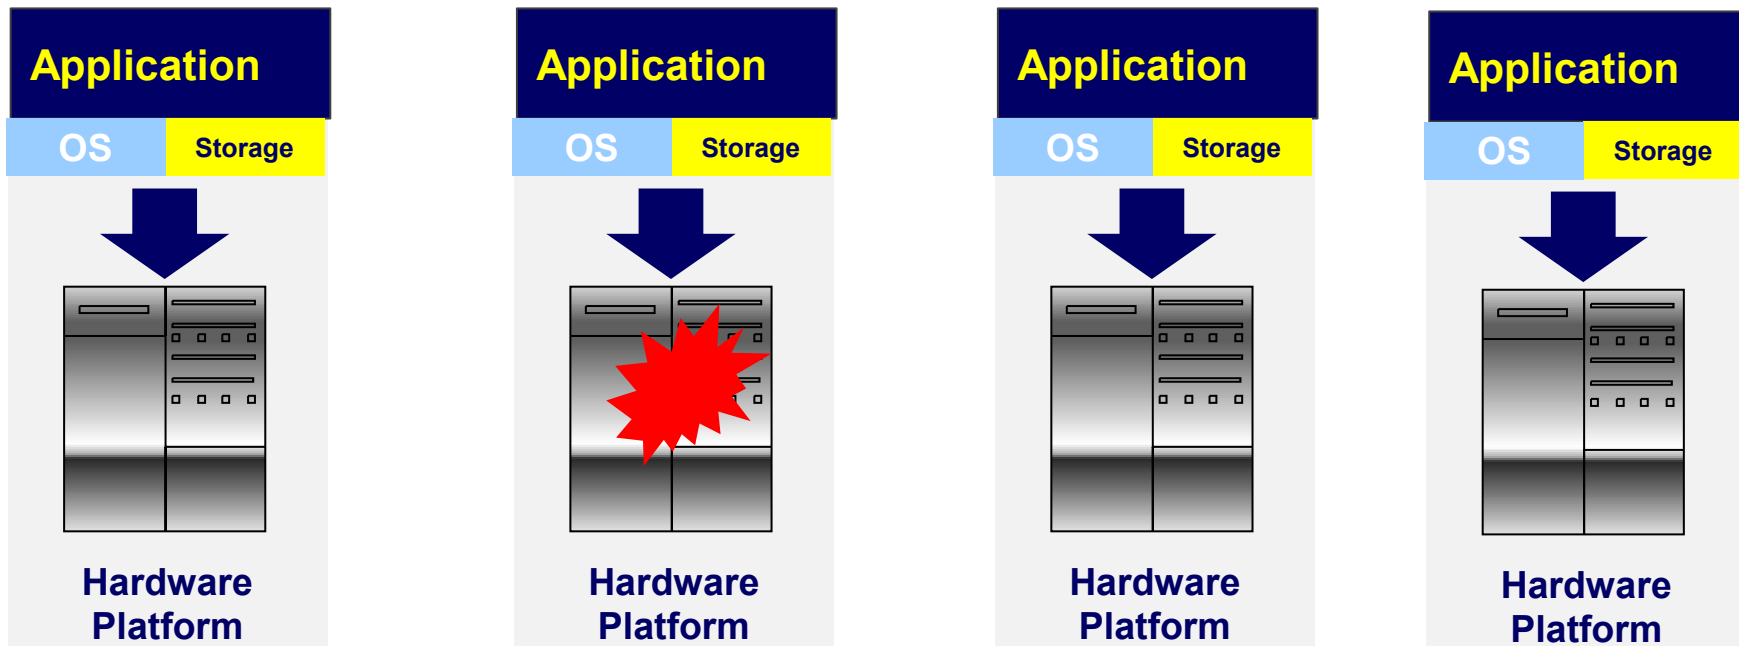 Application
OS Storage
Hardware
Platform
Application
OS Storage
Hardware
Platform
Application
OS Storage
Hardware
Platform
Application
OS Storage
Hardware
Platform